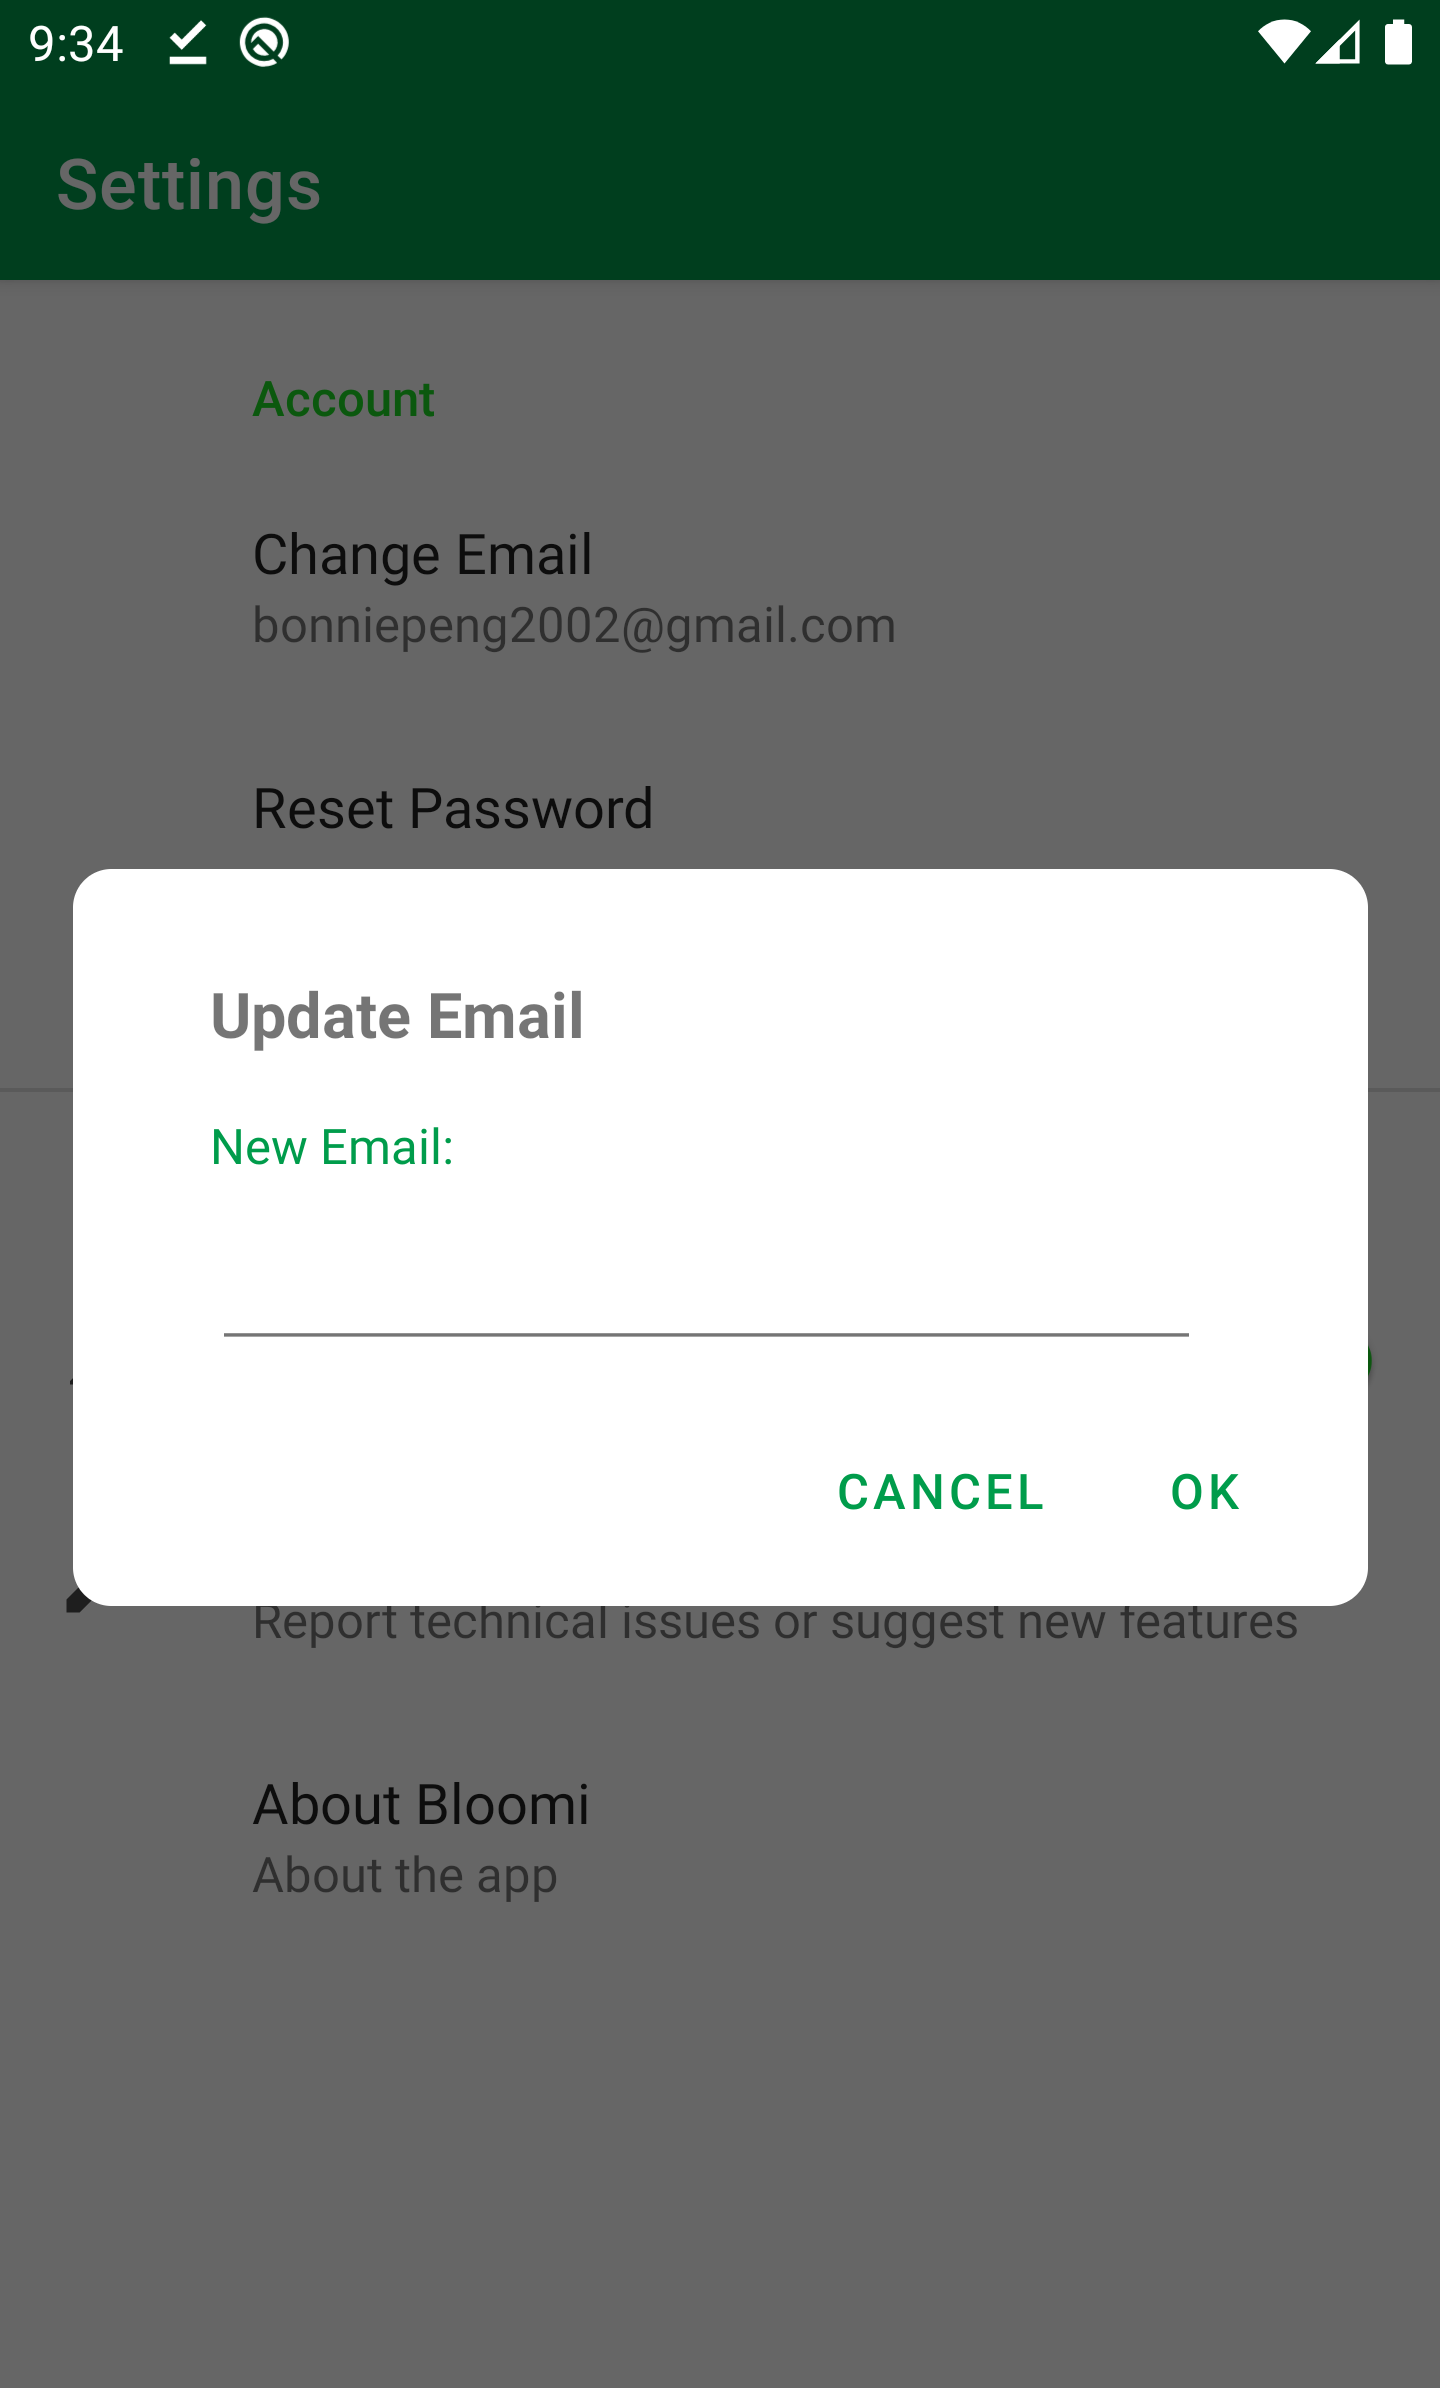 9:34
Settings
Account
Change Email
bonniepeng2002@gmail.com
Reset Password
Update Email
New Email:
CANCEL OK
Report technical issues or suggest new features
About Bloomi
About the app